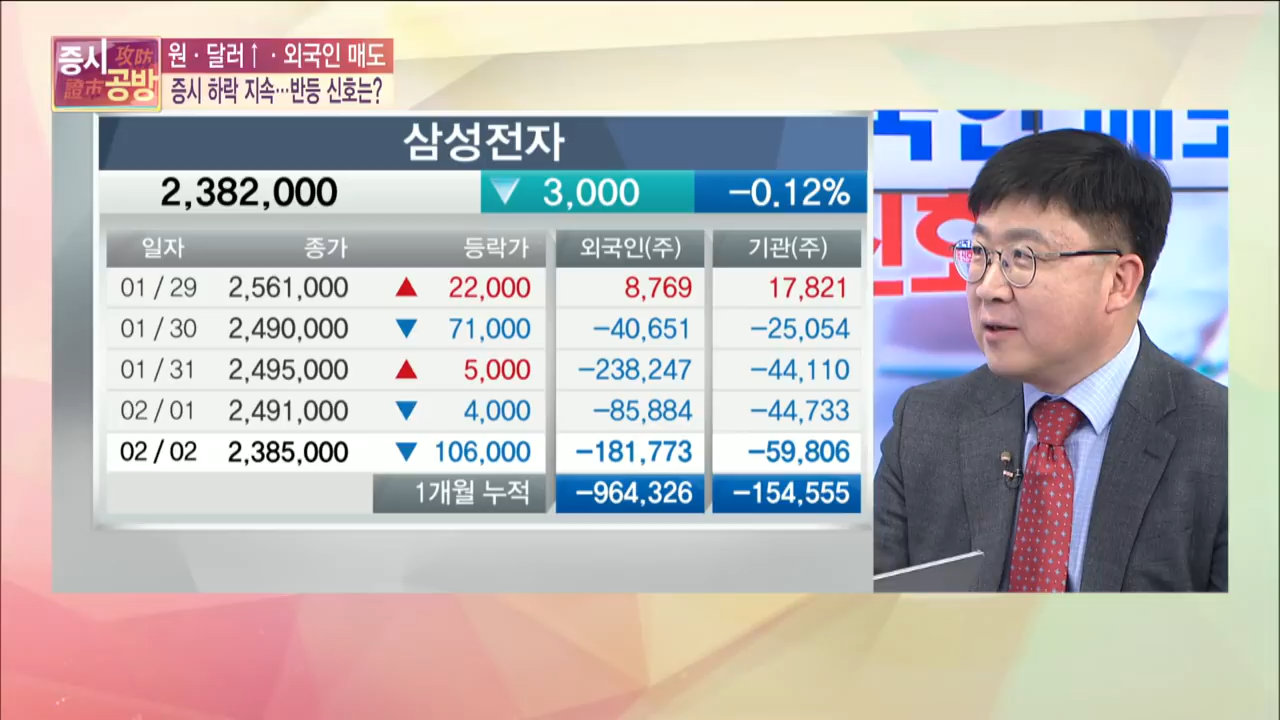 증시 攻防
證市 공방
원·달러↑·외국인 매도
증시 하락 지속…반등 신호는?
삼성전자
2,382,000 ▼ 3,000 -0.12%
일자 종가 등락가 외국인(주) 기관(주)
01/29 2,561,000 ▲ 22,000 8,769 17,821
01/30 2,490,000 ▼ 71,000 -40,651 -25,054
01/31 2,495,000 ▲ 5,000 -238,247 -44,110
02/01 2,491,000 ▼ 4,000 -85,884 -44,733
02/02 2,385,000 ▼ 106,000 -181,773 -59,806
1개월 누적 -964,326 -154,555